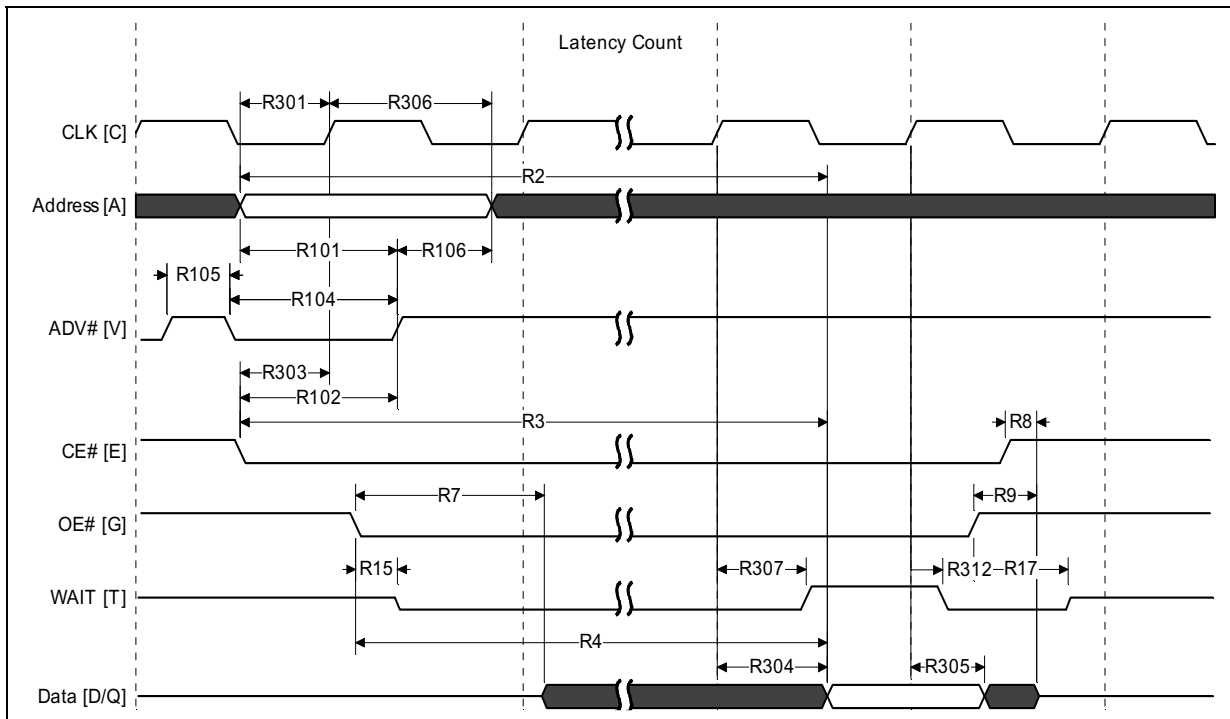 Latency Count
R301 R306
CLK [C]
R2
Address [A]
R101 R106
R105
R104
ADV# [V]
R303
R102
R3 R8
CE# [E]
R7 R9
OE# [G]
R15 R307 R312 R17
WAIT [T]
R4
R304 R305
Data [D/Q]